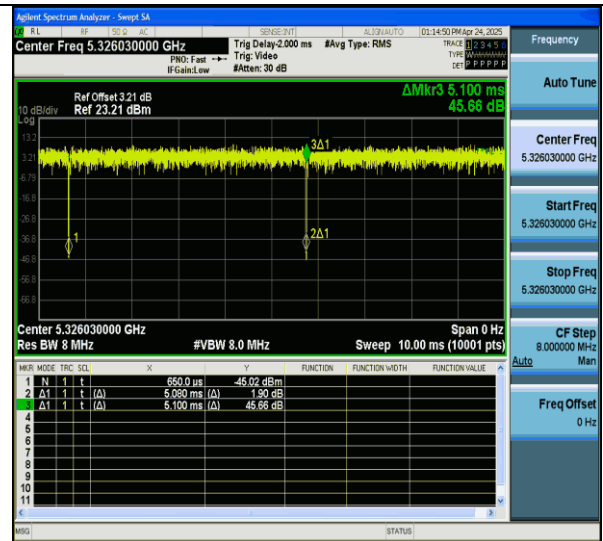 Agilent Spectrum Analyzer - Swept SA
RL RF 50 Ω AC SENSE:INT ALIGNAUTO 01:14:50 PM Apr 24, 2025
Center Freq 5.326030000 GHz
PNO: Fast
IFGain:Low
Trig Delay-2.000 ms
Trig: Video
#Atten: 30 dB
#Avg Type: RMS
TRACE 1 2 3 4 5 6
TYPE
DET P P P P P P
Ref Offset 3.21 dB
10 dB/div Ref 23.21 dBm
Log
ΔMkr3 5.100 ms
45.66 dB
13.2
3.21
-6.79
-16.8
-26.8
-36.8
-46.8
-56.8
-66.8
3Δ1
1
2Δ1
Center 5.326030000 GHz Span 0 Hz
Res BW 8 MHz #VBW 8.0 MHz Sweep 10.00 ms (10001 pts)
MKR MODE TRC SCL X Y FUNCTION FUNCTION WIDTH FUNCTION VALUE
1 N 1 t 650.0 µs -45.02 dBm
2 Δ1 1 t (Δ) 5.080 ms (Δ) 1.90 dB
3 Δ1 1 t (Δ) 5.100 ms (Δ) 45.66 dB
4
5
6
7
8
9
10
11
MSG STATUS
Frequency
Auto Tune
Center Freq
5.326030000 GHz
Start Freq
5.326030000 GHz
Stop Freq
5.326030000 GHz
CF Step
8.000000 MHz
Auto Man
Freq Offset
0 Hz